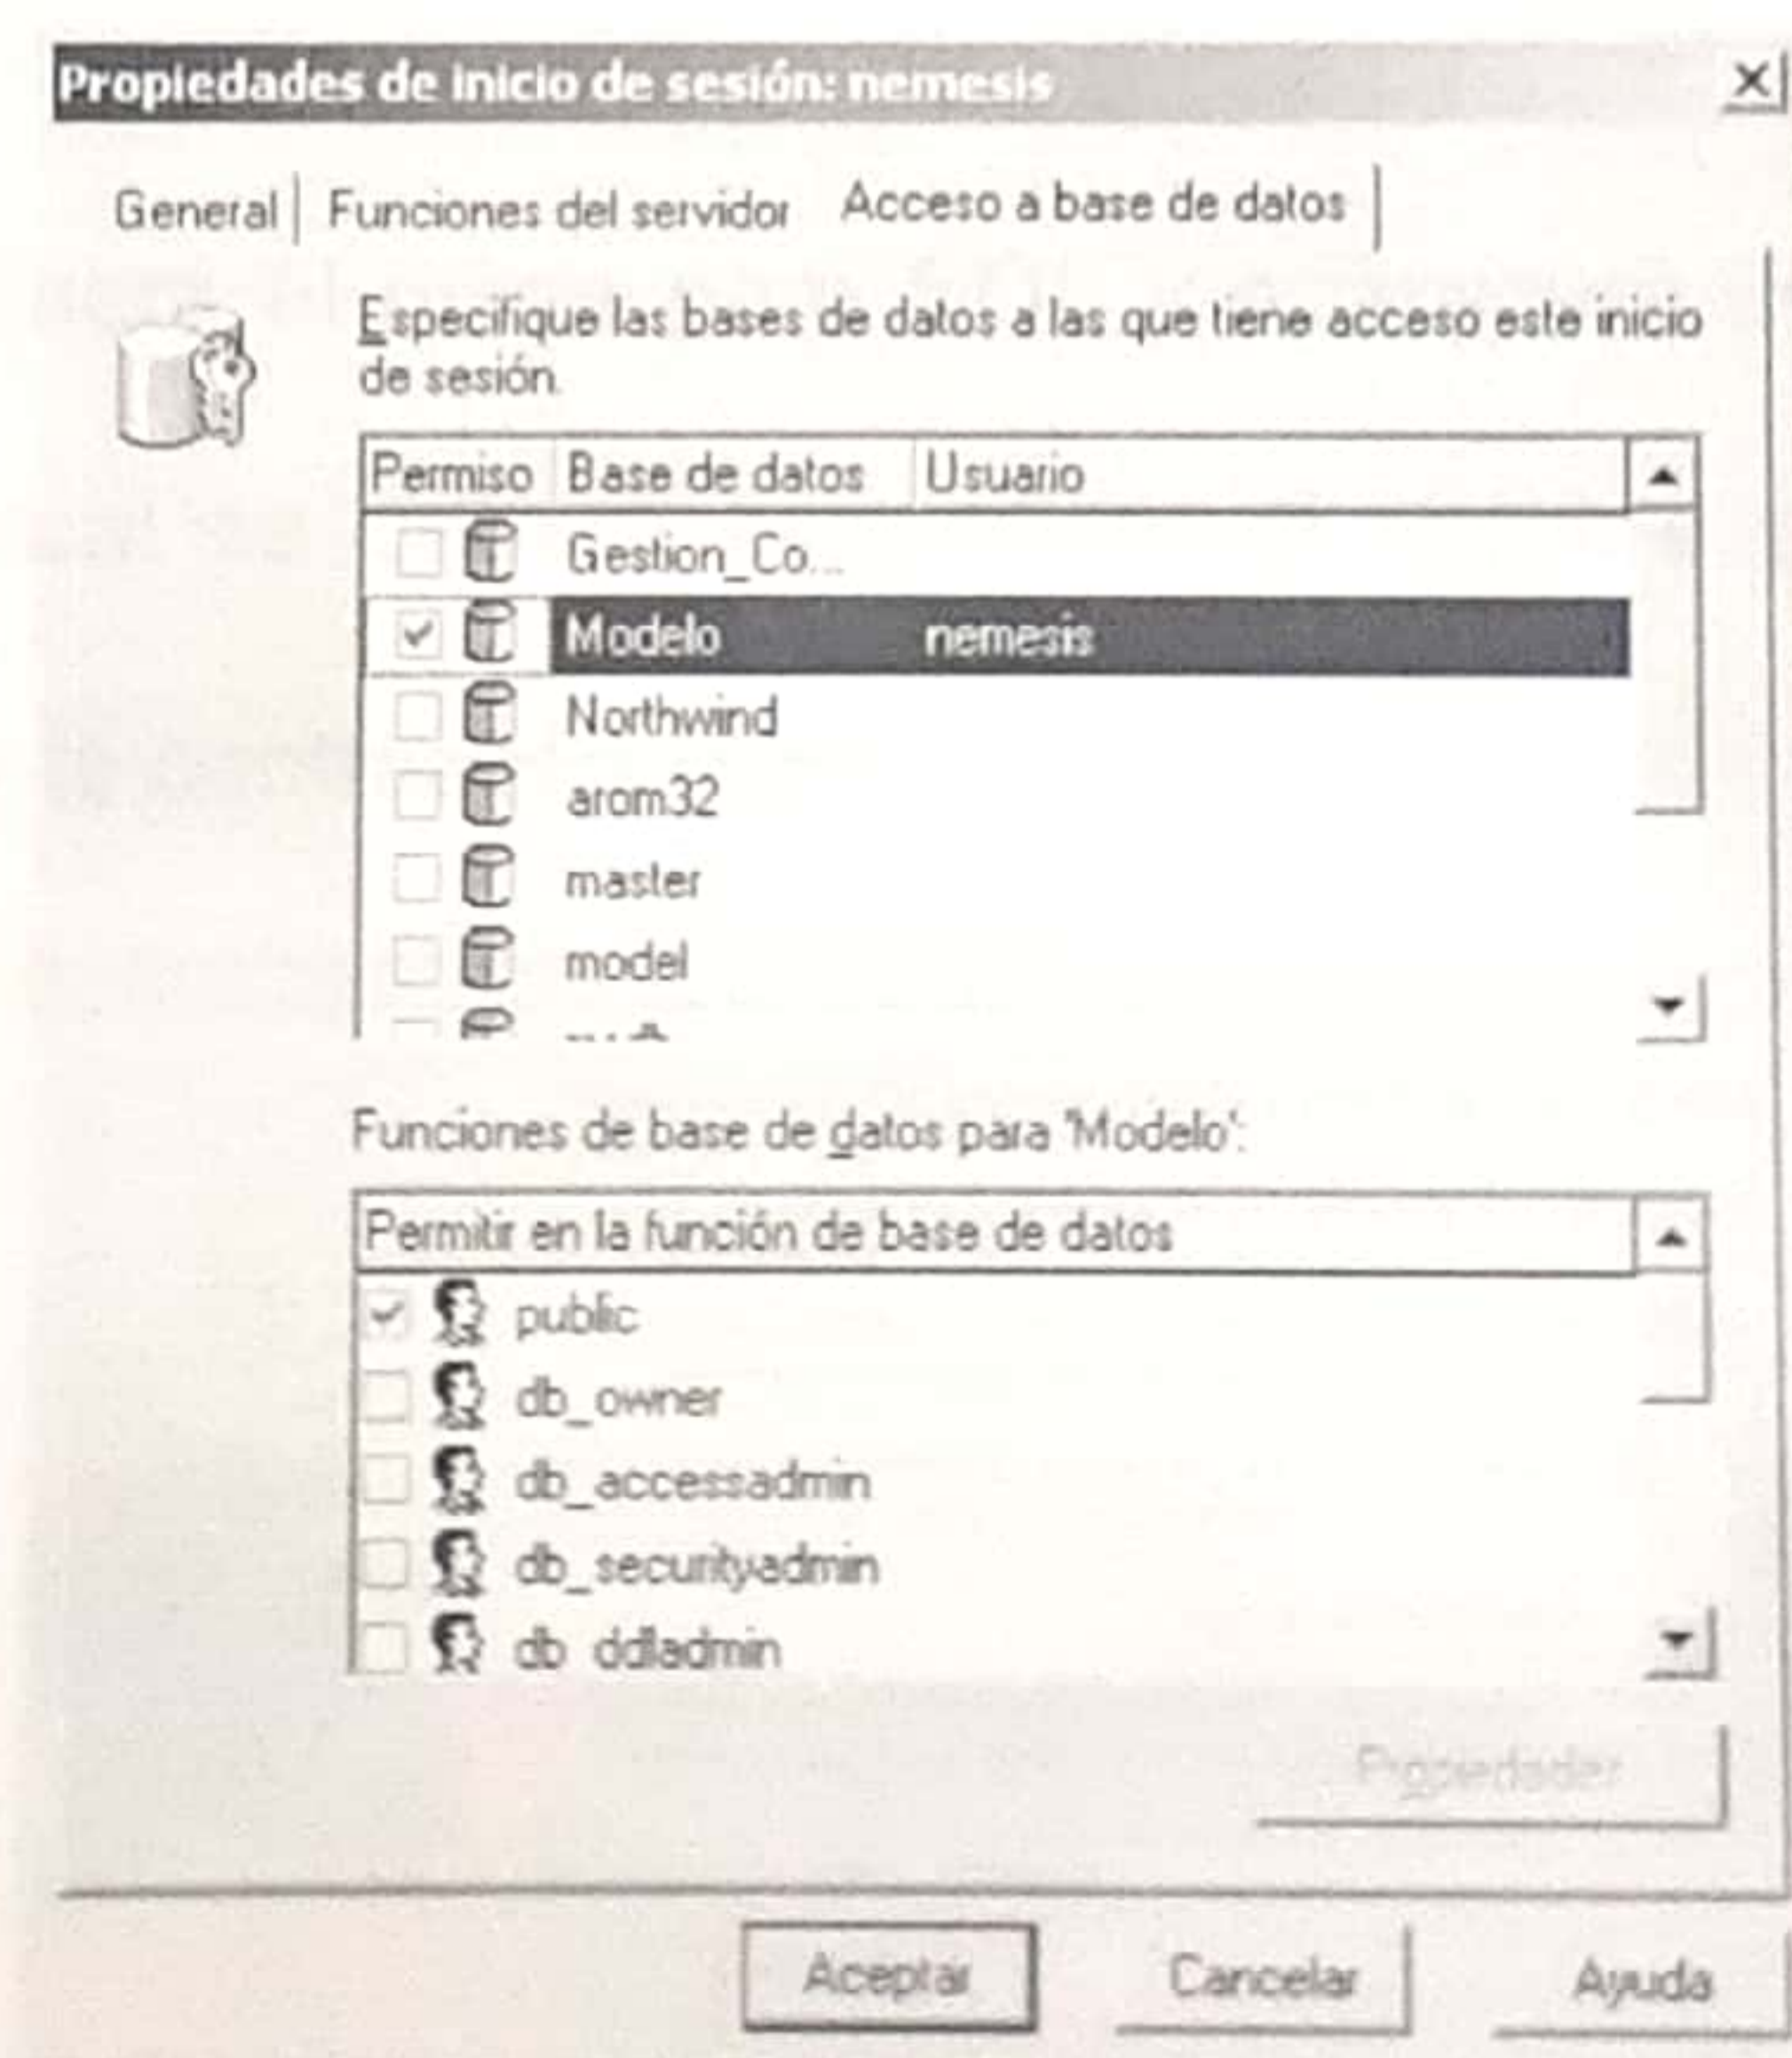 Propiedades de inicio de sesión: nemesis
General Funciones del servidor Acceso a base de datos
Especifique las bases de datos a las que tiene acceso este inicio
de sesión.
Permiso Base de datos Usuario
Gestion_Co...
Modelo nemesis
Northwind
arom32
master
model
Funciones de base de datos para 'Modelo':
Permitir en la función de base de datos
public
db_owner
db_accessadmin
db_securityadmin
db_ddladmin
Propiedades
Aceptar Cancelar Ayuda